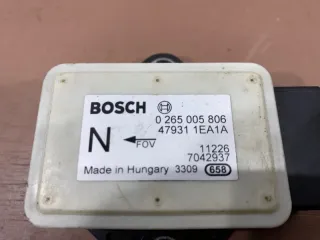 BOSCH
0 265 005 806
47931 1EA1A
N FOV
11226
7042937
Made in Hungary 3309 658